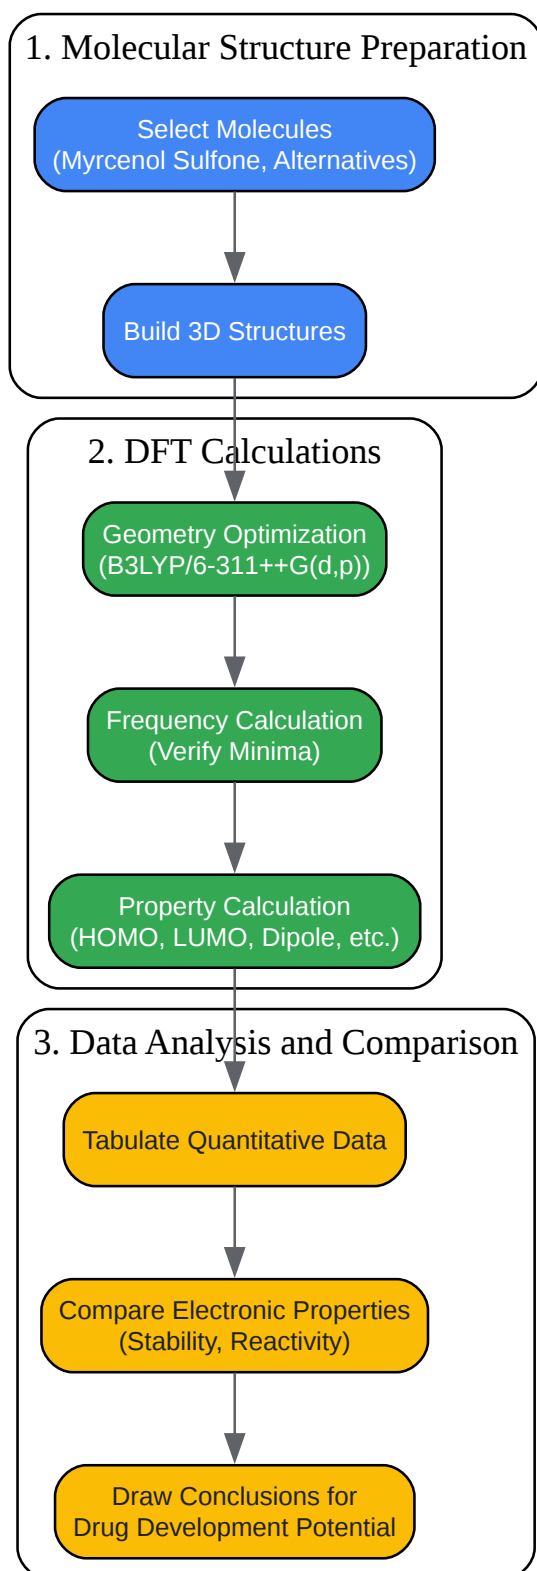 1. Molecular Structure Preparation
Select Molecules
(Myrcenol Sulfone, Alternatives)
Build 3D Structures
2. DFT Calculations
Geometry Optimization
(B3LYP/6-311++G(d,p))
Frequency Calculation
(Verify Minima)
Property Calculation
(HOMO, LUMO, Dipole, etc.)
3. Data Analysis and Comparison
Tabulate Quantitative Data
Compare Electronic Properties
(Stability, Reactivity)
Draw Conclusions for
Drug Development Potential